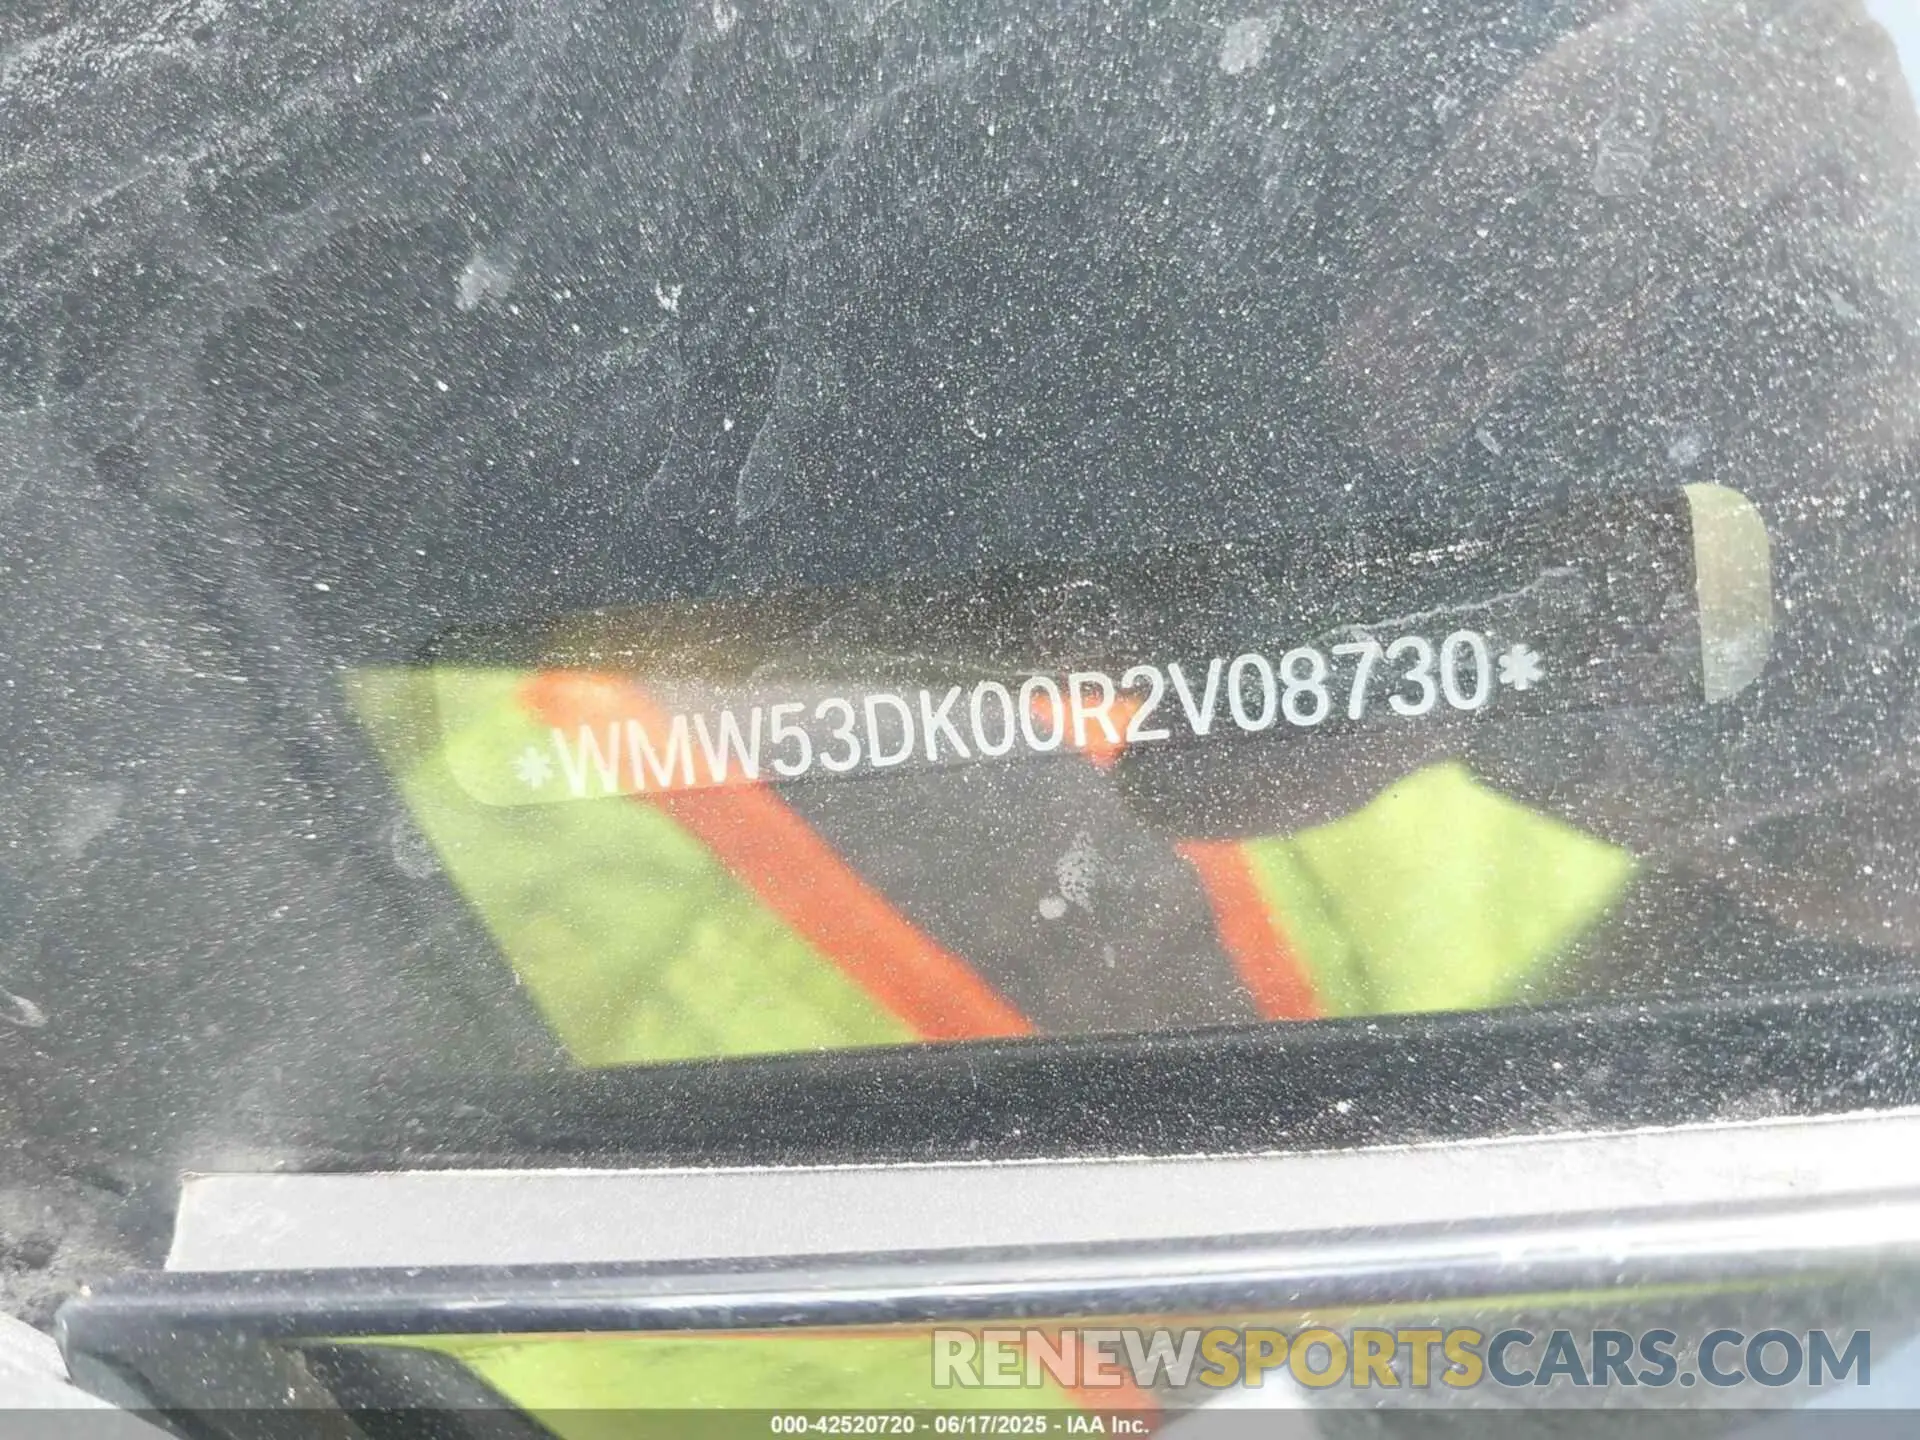 *WMW53DK00R2V08730*
RENEWSPORTSCARS.COM
000-42520720 - 06/17/2025 - IAA Inc.